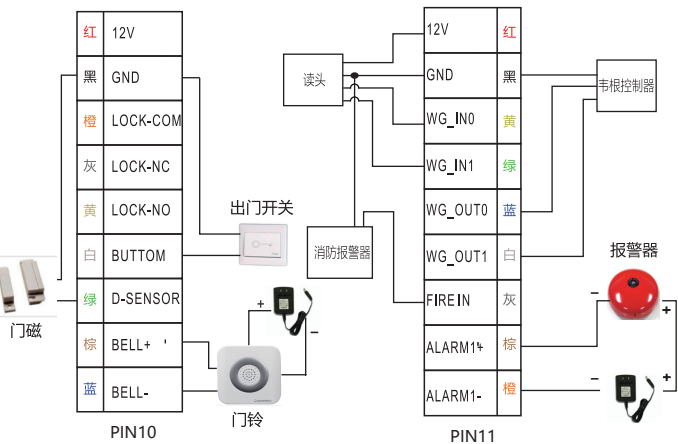 红 12V
黑 GND
橙 LOCK-COM
灰 LOCK-NC
黄 LOCK-NO
白 BUTTOM
绿 D-SENSOR
棕 BELL+ '
蓝 BELL-
PIN10
门磁
出门开关
+
−
门铃
12V 红
GND 黑
WG_IN0 黄
WG_IN1 绿
WG_OUT0 蓝
WG_OUT1 白
FIREIN 灰
ALARM1+ 棕
ALARM1- 橙
PIN11
读头
消防报警器
韦根控制器
报警器
−
+
−
+